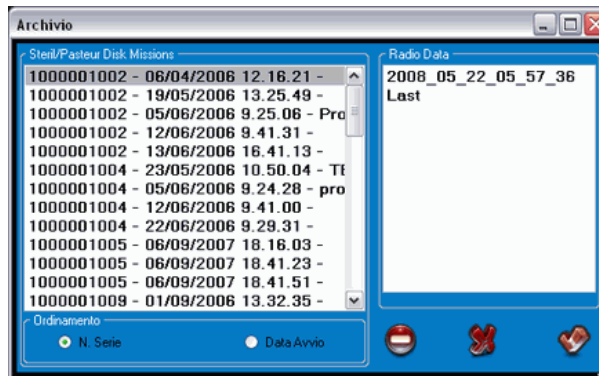 Archivio
Steril/Pasteur Disk Missions
1000001002 - 06/04/2006 12.16.21 -
1000001002 - 19/05/2006 13.25.49 -
1000001002 - 05/06/2006 9.25.06 - Pro
1000001002 - 12/06/2006 9.41.31 -
1000001002 - 13/06/2006 16.41.13 -
1000001004 - 23/05/2006 10.50.04 - TE
1000001004 - 05/06/2006 9.24.28 - pro
1000001004 - 12/06/2006 9.41.00 -
1000001004 - 22/06/2006 9.29.31 -
1000001005 - 06/09/2007 18.16.03 -
1000001005 - 06/09/2007 18.41.23 -
1000001005 - 06/09/2007 18.41.51 -
1000001009 - 01/09/2006 13.32.35 -
Ordinamento
N. Serie
Data Avvio
Radio Data
2008_05_22_05_57_36
Last